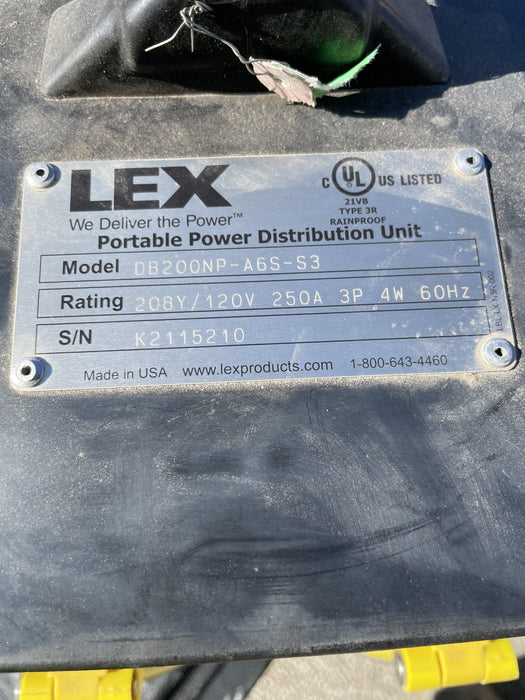 LEX
We Deliver the Power™
C UL US LISTED
21VB
TYPE 3R
RAINPROOF
Portable Power Distribution Unit
Model DB200NP-A6S-S3
Rating 208Y/120V 250A 3P 4W 60Hz
S/N K2115210
Made in USA www.lexproducts.com 1-800-643-4460